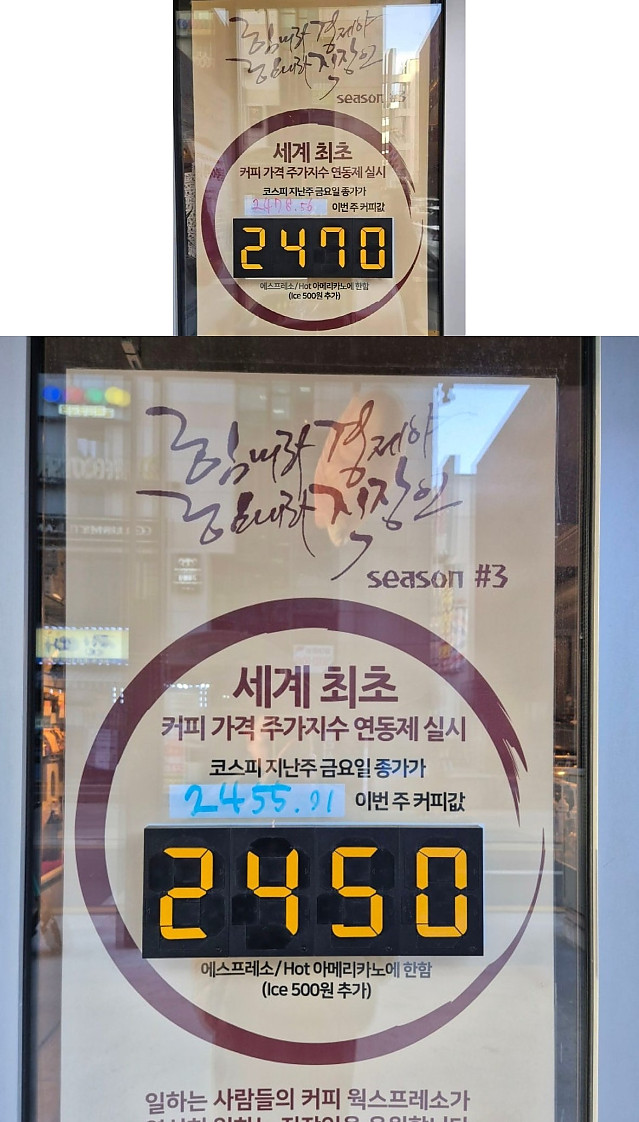 힘내라 경제야
힘내라 직장인
season #3
세계 최초
커피 가격 주가지수 연동제 실시
코스피 지난주 금요일 종가가
2478.56 이번 주 커피값
2470
에스프레소/Hot 아메리카노에 한함
(Ice 500원 추가)
힘내라 경제야
힘내라 직장인
season #3
세계 최초
커피 가격 주가지수 연동제 실시
코스피 지난주 금요일 종가가
2455.91 이번 주 커피값
2450
에스프레소/Hot 아메리카노에 한함
(Ice 500원 추가)
일하는 사람들의 커피 웍스프레소가